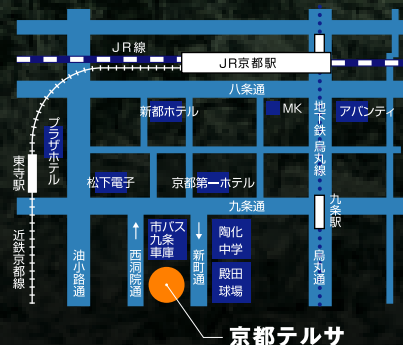 JR線
JR京都駅
八条通
新都ホテル
MK
地下鉄 烏丸線
アバンティ
プラザホテル
東寺駅
松下電子
京都第一ホテル
九条通
九条駅
近鉄京都線
油小路通
西洞院通
市バス
九条
車庫
新町通
陶化
中学
殿田
球場
烏丸通
京都テルサ